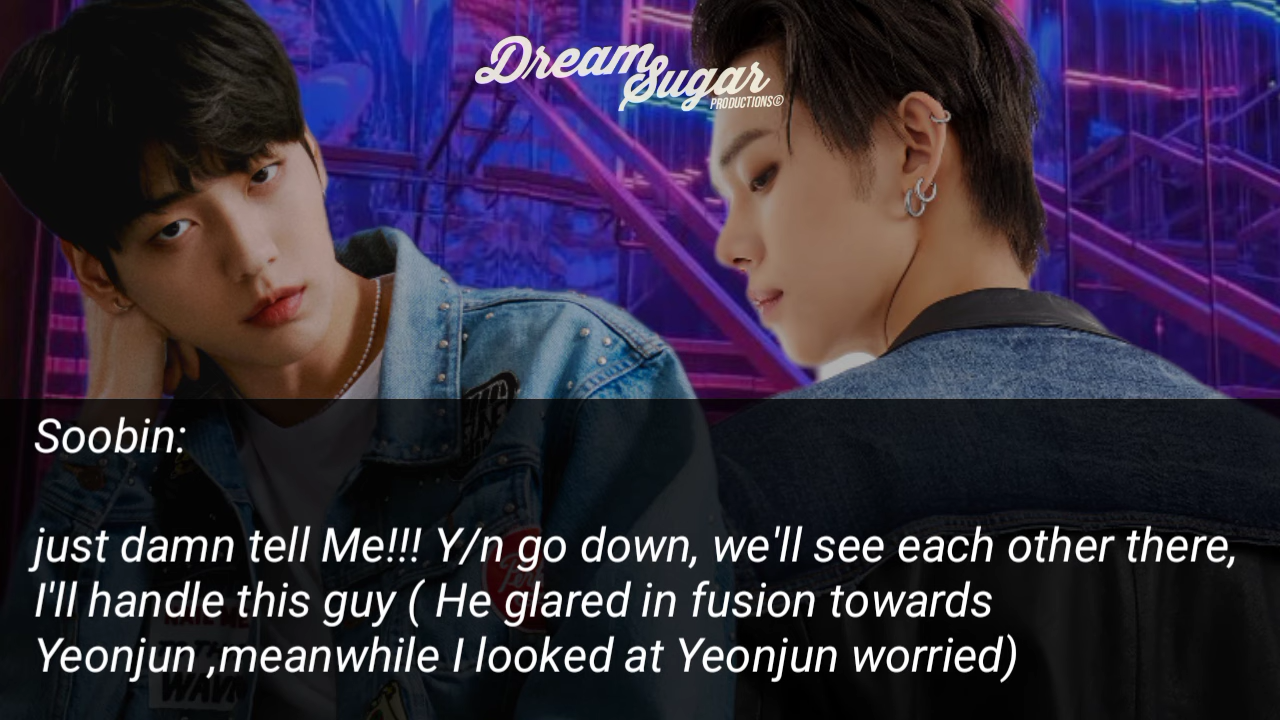 Dream
Sugar
PRODUCTIONS©
Soobin:
just damn tell Me!!! Y/n go down, we'll see each other there,
I'll handle this guy ( He glared in fusion towards
Yeonjun ,meanwhile I looked at Yeonjun worried)